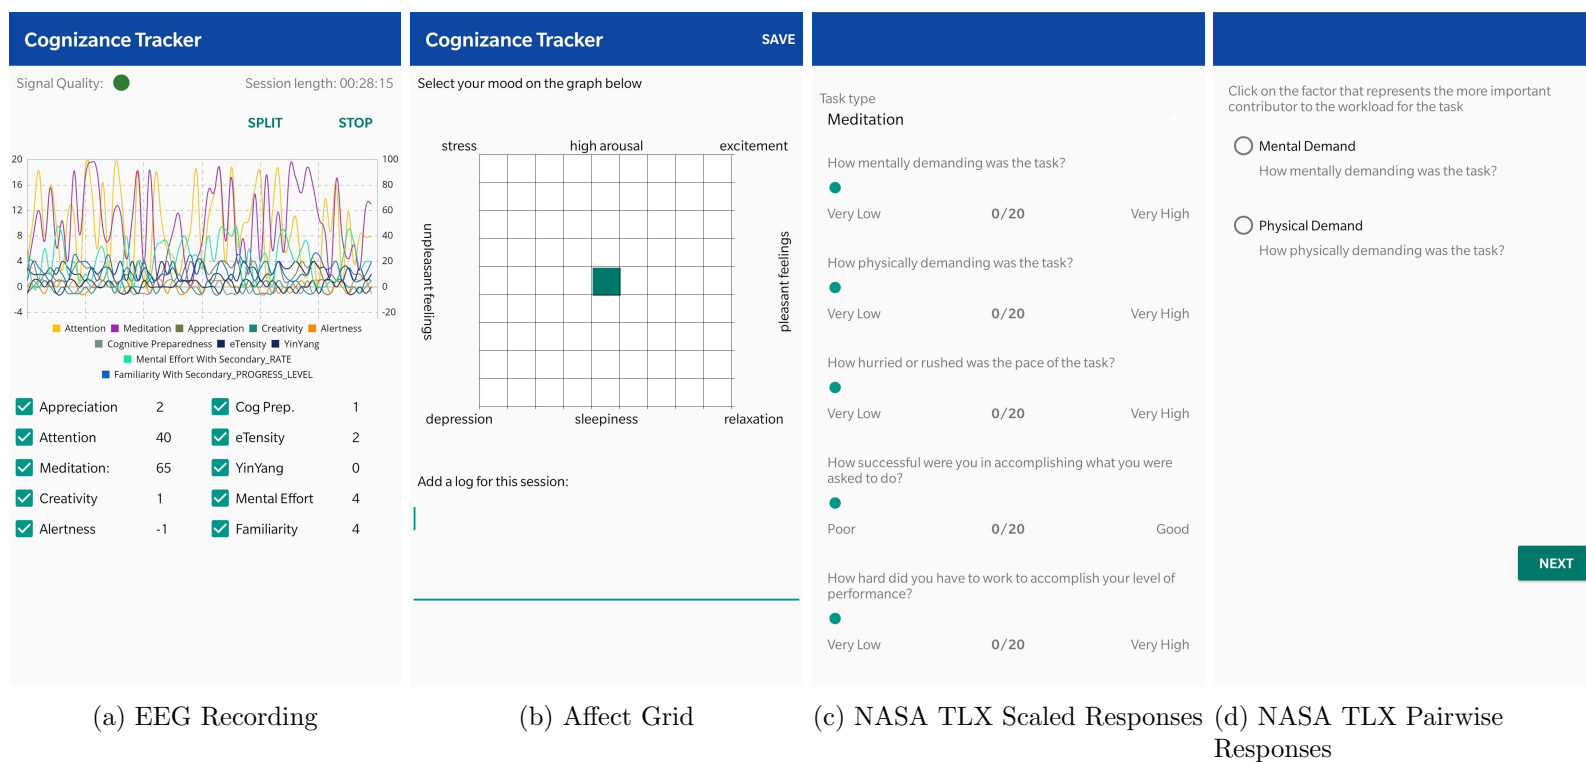 Cognizance Tracker
Signal Quality:
Session length: 00:28:15
SPLIT STOP
20 100
16 80
12 60
8 40
4 20
0 0
-4 -20
Attention Meditation Appreciation Creativity Alertness
Cognitive Preparedness eTensity YinYang
Mental Effort With Secondary_RATE
Familiarity With Secondary_PROGRESS_LEVEL
Appreciation 2 Cog Prep. 1
Attention 40 eTensity 2
Meditation: 65 YinYang 0
Creativity 1 Mental Effort 4
Alertness -1 Familiarity 4
(a) EEG Recording
Cognizance Tracker SAVE
Select your mood on the graph below
stress high arousal excitement
unpleasant feelings
pleasant feelings
depression sleepiness relaxation
Add a log for this session:
(b) Affect Grid
Task type
Meditation
How mentally demanding was the task?
Very Low 0/20 Very High
How physically demanding was the task?
Very Low 0/20 Very High
How hurried or rushed was the pace of the task?
Very Low 0/20 Very High
How successful were you in accomplishing what you were
asked to do?
Poor 0/20 Good
How hard did you have to work to accomplish your level of
performance?
Very Low 0/20 Very High
(c) NASA TLX Scaled Responses
Click on the factor that represents the more important
contributor to the workload for the task
Mental Demand
How mentally demanding was the task?
Physical Demand
How physically demanding was the task?
NEXT
(d) NASA TLX Pairwise
Responses